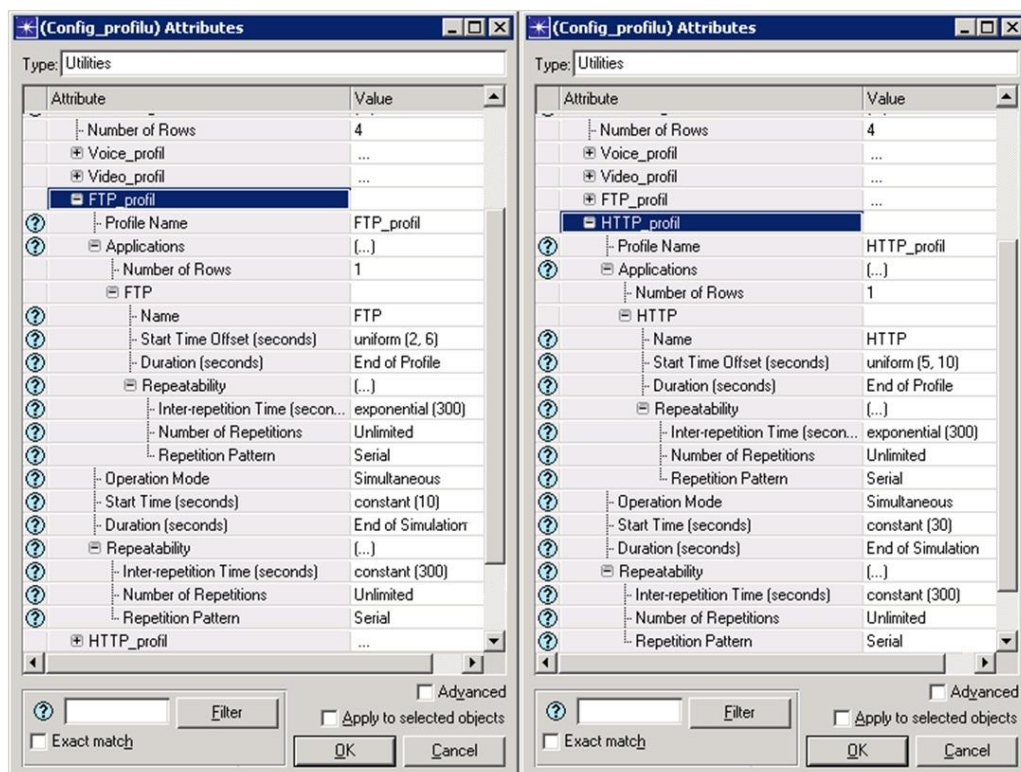 (Config_profilu) Attributes
Type: Utilities
Attribute Value
Number of Rows 4
Voice_profil ...
Video_profil ...
FTP_profil
Profile Name FTP_profil
Applications (...)
Number of Rows 1
FTP
Name FTP
Start Time Offset (seconds) uniform (2, 6)
Duration (seconds) End of Profile
Repeatability (...)
Inter-repetition Time (secon... exponential (300)
Number of Repetitions Unlimited
Repetition Pattern Serial
Operation Mode Simultaneous
Start Time (seconds) constant (10)
Duration (seconds) End of Simulation
Repeatability (...)
Inter-repetition Time (seconds) constant (300)
Number of Repetitions Unlimited
Repetition Pattern Serial
HTTP_profil ...
Advanced
Filter
Apply to selected objects
Exact match
OK Cancel
(Config_profilu) Attributes
Type: Utilities
Attribute Value
Number of Rows 4
Voice_profil ...
Video_profil ...
FTP_profil ...
HTTP_profil
Profile Name HTTP_profil
Applications (...)
Number of Rows 1
HTTP
Name HTTP
Start Time Offset (seconds) uniform (5, 10)
Duration (seconds) End of Profile
Repeatability (...)
Inter-repetition Time (secon... exponential (300)
Number of Repetitions Unlimited
Repetition Pattern Serial
Operation Mode Simultaneous
Start Time (seconds) constant (30)
Duration (seconds) End of Simulation
Repeatability (...)
Inter-repetition Time (seconds) constant (300)
Number of Repetitions Unlimited
Repetition Pattern Serial
Advanced
Filter
Apply to selected objects
Exact match
OK Cancel